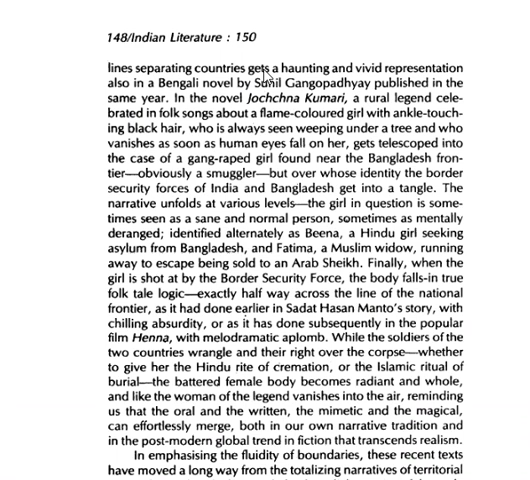 148/Indian Literature : 150
lines separating countries gets a haunting and vivid representation
also in a Bengali novel by Sunil Gangopadhyay published in the
same year. In the novel Jochchna Kumari, a rural legend cele-
brated in folk songs about a flame-coloured girl with ankle-touch-
ing black hair, who is always seen weeping under a tree and who
vanishes as soon as human eyes fall on her, gets telescoped into
the case of a gang-raped girl found near the Bangladesh fron-
tier—obviously a smuggler—but over whose identity the border
security forces of India and Bangladesh get into a tangle. The
narrative unfolds at various levels—the girl in question is some-
times seen as a sane and normal person, sometimes as mentally
deranged; identified alternately as Beena, a Hindu girl seeking
asylum from Bangladesh, and Fatima, a Muslim widow, running
away to escape being sold to an Arab Sheikh. Finally, when the
girl is shot at by the Border Security Force, the body falls-in true
folk tale logic—exactly half way across the line of the national
frontier, as it had done earlier in Sadat Hasan Manto's story, with
chilling absurdity, or as it has done subsequently in the popular
film Henna, with melodramatic aplomb. While the soldiers of the
two countries wrangle and their right over the corpse—whether
to give her the Hindu rite of cremation, or the Islamic ritual of
burial—the battered female body becomes radiant and whole,
and like the woman of the legend vanishes into the air, reminding
us that the oral and the written, the mimetic and the magical,
can effortlessly merge, both in our own narrative tradition and
in the post-modern global trend in fiction that transcends realism.
In emphasising the fluidity of boundaries, these recent texts
have moved a long way from the totalizing narratives of territorial